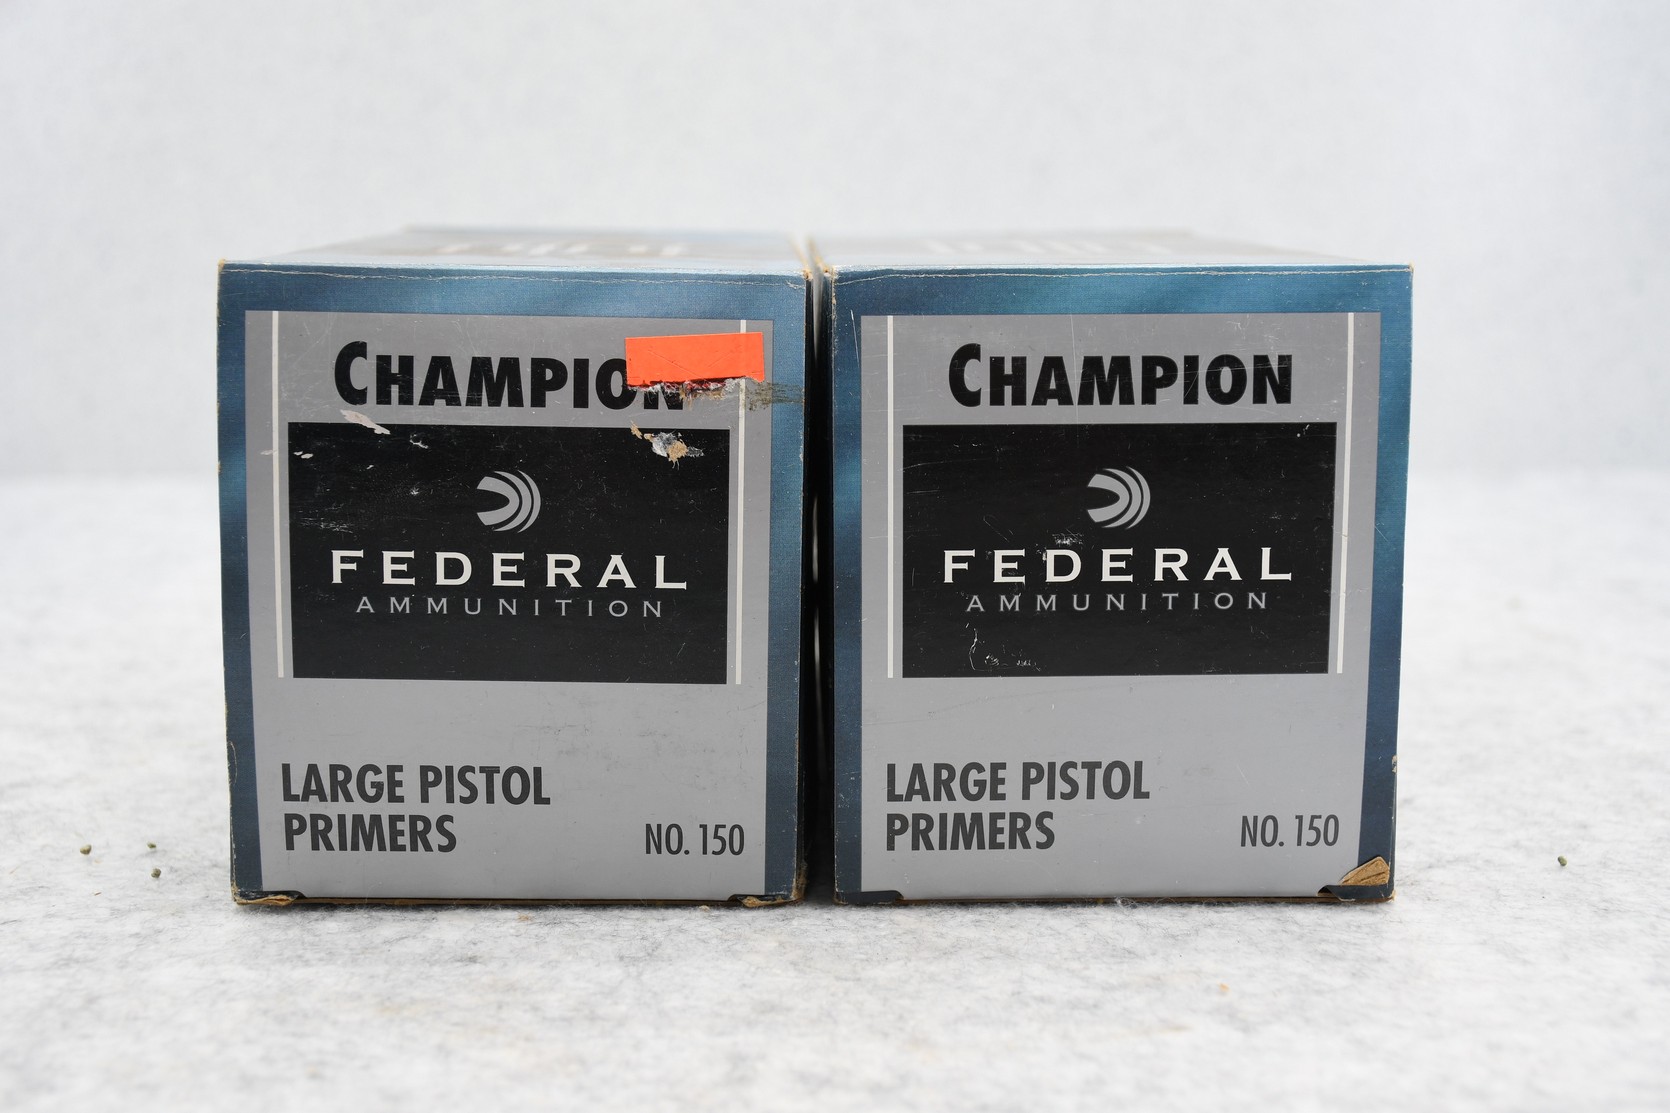 CHAMPION
FEDERAL
AMMUNITION
LARGE PISTOL
PRIMERS
NO. 150
CHAMPION
FEDERAL
AMMUNITION
LARGE PISTOL
PRIMERS
NO. 150